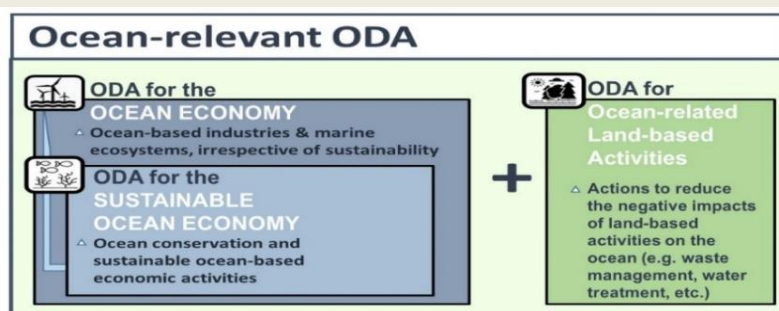 Ocean-relevant ODA
ODA for the
OCEAN ECONOMY
Ocean-based industries & marine
ecosystems, irrespective of sustainability
ODA for the
SUSTAINABLE
OCEAN ECONOMY
Ocean conservation and
sustainable ocean-based
economic activities
+
ODA for
Ocean-related
Land-based
Activities
Actions to reduce
the negative impacts
of land-based
activities on the
ocean (e.g. waste
management, water
treatment, etc.)